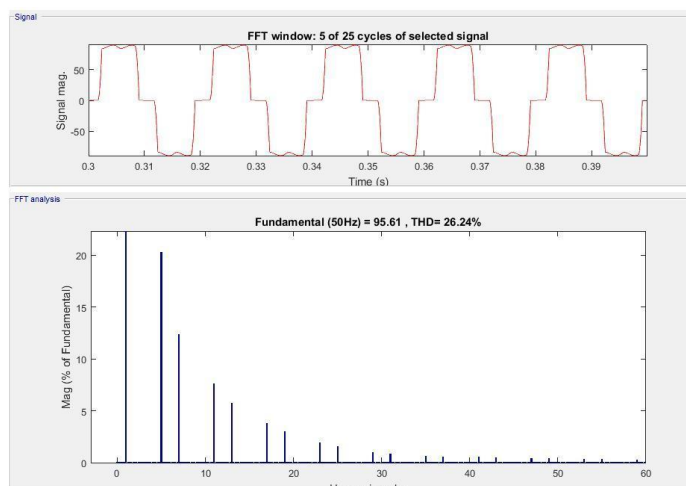 Signal
FFT window: 5 of 25 cycles of selected signal
50
0
-50
Signal mag.
0.3 0.31 0.32 0.33 0.34 0.35 0.36 0.37 0.38 0.39
Time (s)
FFT analysis
Fundamental (50Hz) = 95.61 , THD= 26.24%
20
15
10
5
0
Mag (% of Fundamental)
0 10 20 30 40 50 60